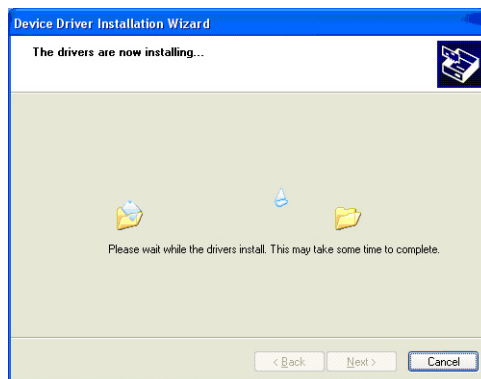 Device Driver Installation Wizard
The drivers are now installing...
Please wait while the drivers install. This may take some time to complete.
< Back Next > Cancel